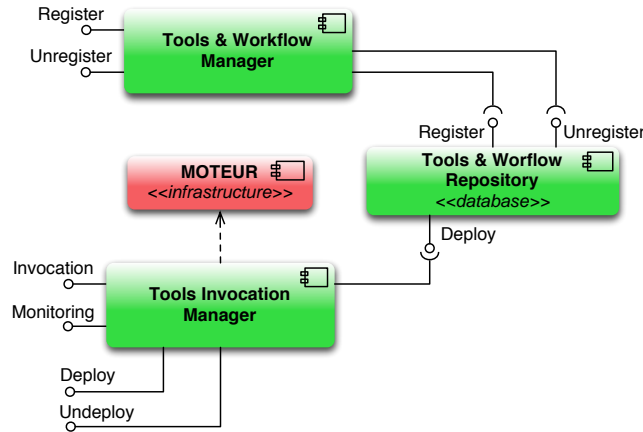 Register
Tools & Workflow
Manager
Unregister
Register
Unregister
MOTEUR
<<infrastructure>>
Tools & Worflow
Repository
<<database>>
Deploy
Invocation
Tools Invocation
Manager
Monitoring
Deploy
Undeploy